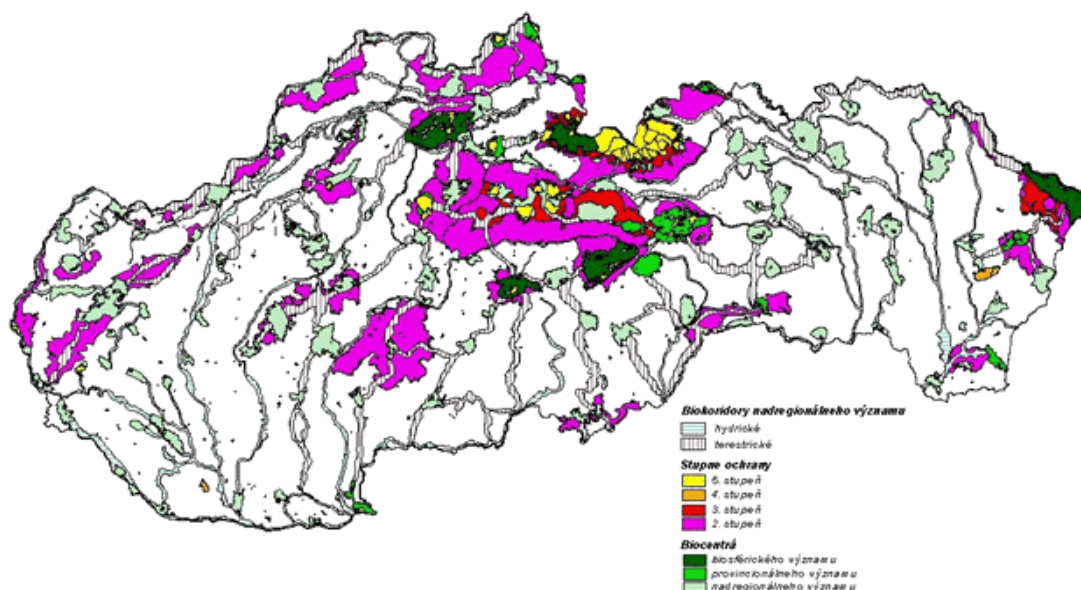 Biokoridory nadregionálneho významu
hydrické
terestrické
Stupne ochrany
5. stupeň
4. stupeň
3. stupeň
2. stupeň
Biocentrá
biosférického významu
provincionálneho významu
nadregionálneho významu